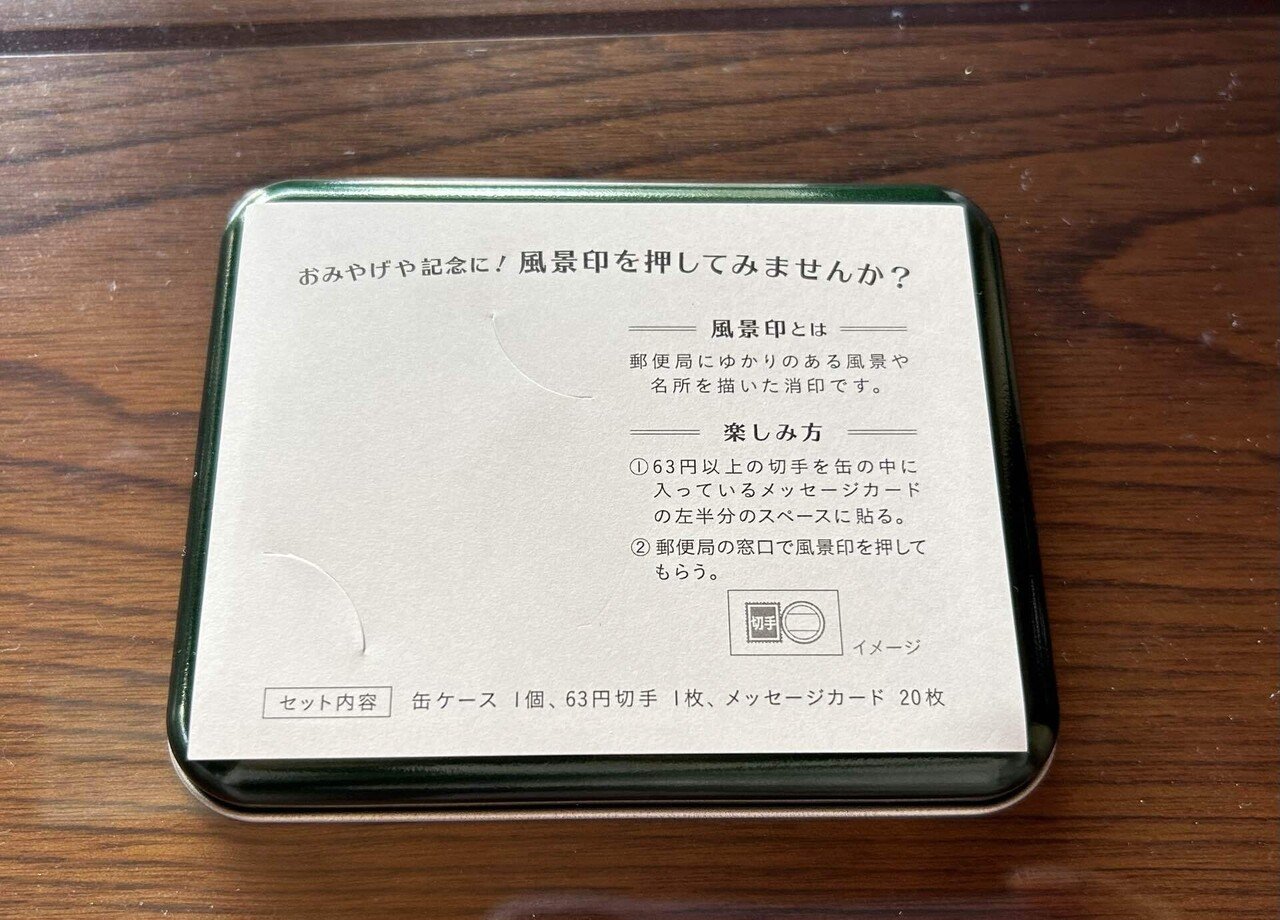 おみやげや記念に！風景印を押してみませんか？
風景印とは
郵便局にゆかりのある風景や
名所を描いた消印です。
楽しみ方
①63円以上の切手を缶の中に
入っているメッセージカード
の左半分のスペースに貼る。
②郵便局の窓口で風景印を押して
もらう。
切手
イメージ
セット内容 缶ケース 1個、63円切手 1枚、メッセージカード 20枚